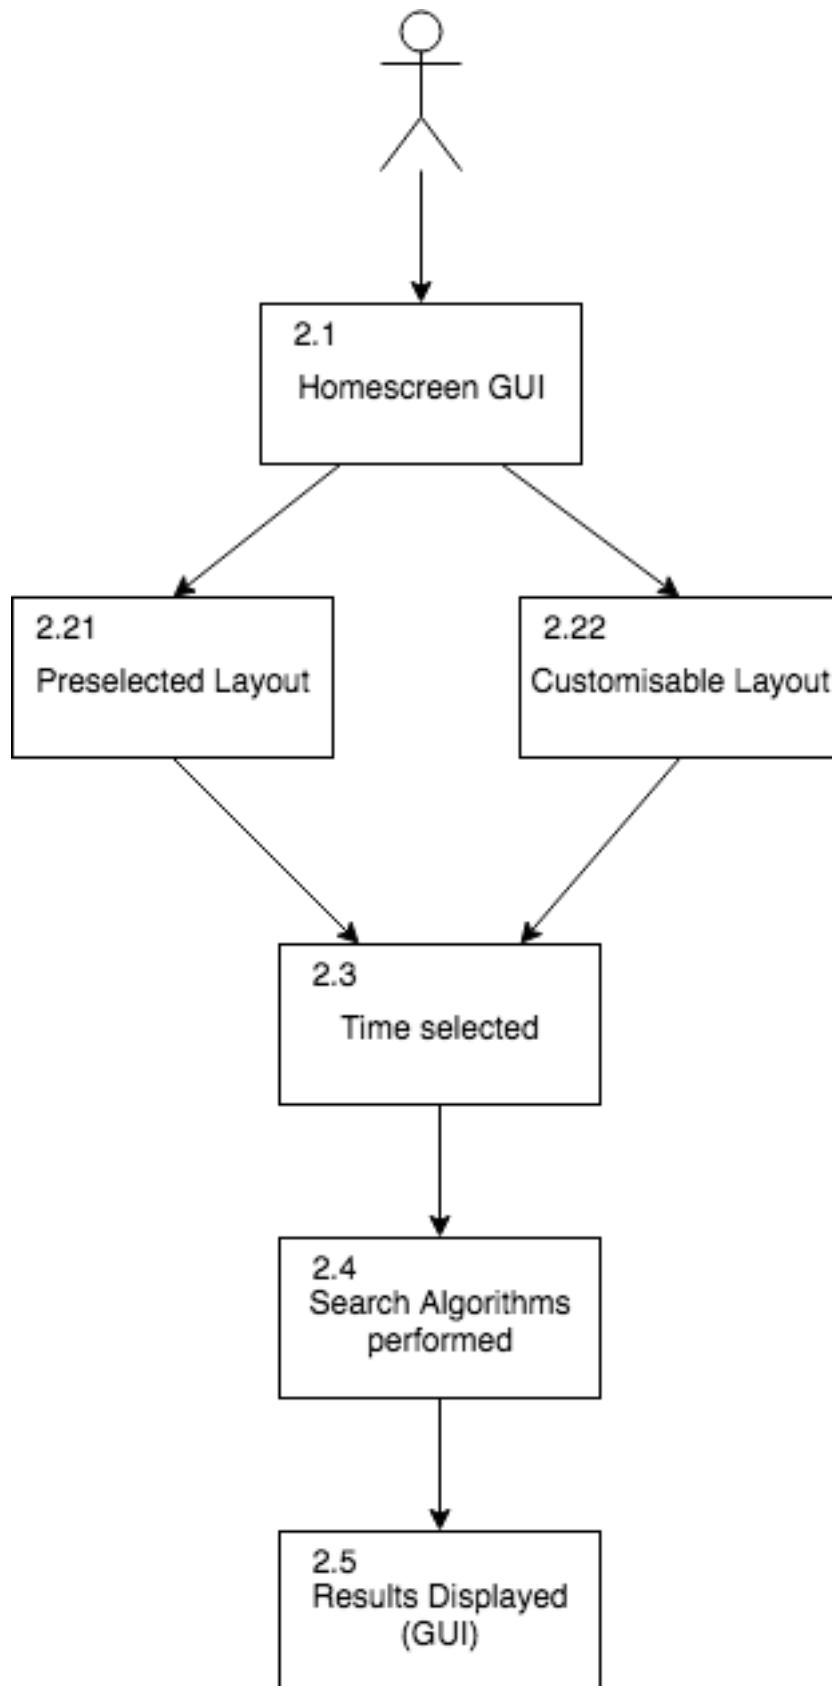 2.1
Homescreen GUI
2.21
Preselected Layout
2.22
Customisable Layout
2.3
Time selected
2.4
Search Algorithms
performed
2.5
Results Displayed
(GUI)